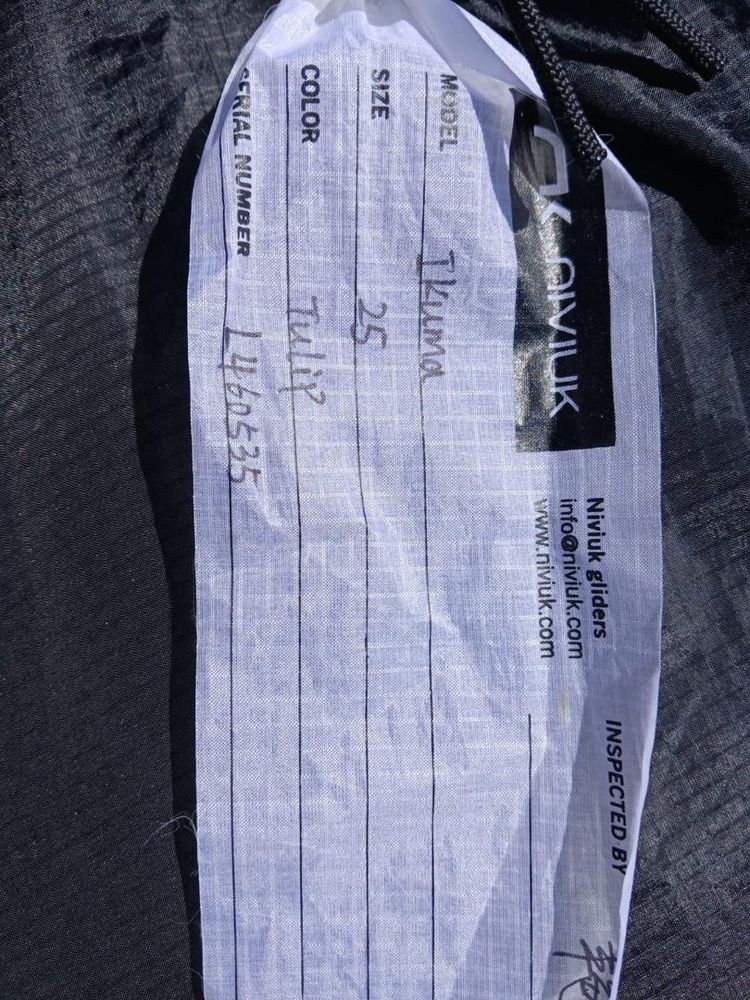 NIVIUK
Niviuk gliders
info@niviuk.com
www.niviuk.com
INSPECTED BY
MODEL Ikuma
SIZE 25
COLOR Tulip
SERIAL NUMBER L460535